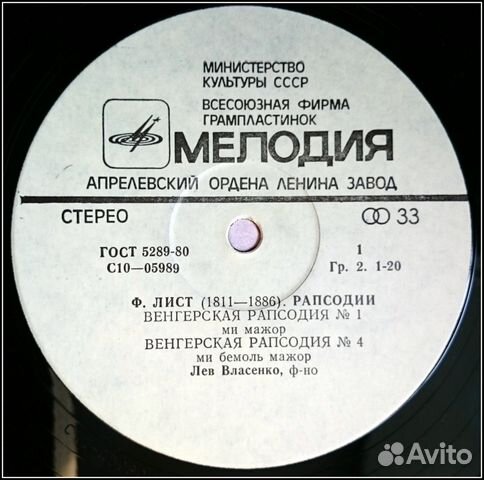 МИНИСТЕРСТВО
КУЛЬТУРЫ СССР
ВСЕСОЮЗНАЯ ФИРМА
ГРАМПЛАСТИНОК
МЕЛОДИЯ
АПРЕЛЕВСКИЙ ОРДЕНА ЛЕНИНА ЗАВОД
СТЕРЕО 33
ГОСТ 5289-80 1
С10—05989 Гр. 2. 1-20
Ф. ЛИСТ (1811—1886). РАПСОДИИ
ВЕНГЕРСКАЯ РАПСОДИЯ № 1
ми мажор
ВЕНГЕРСКАЯ РАПСОДИЯ № 4
ми бемоль мажор
Лев Власенко, ф-но
Avito